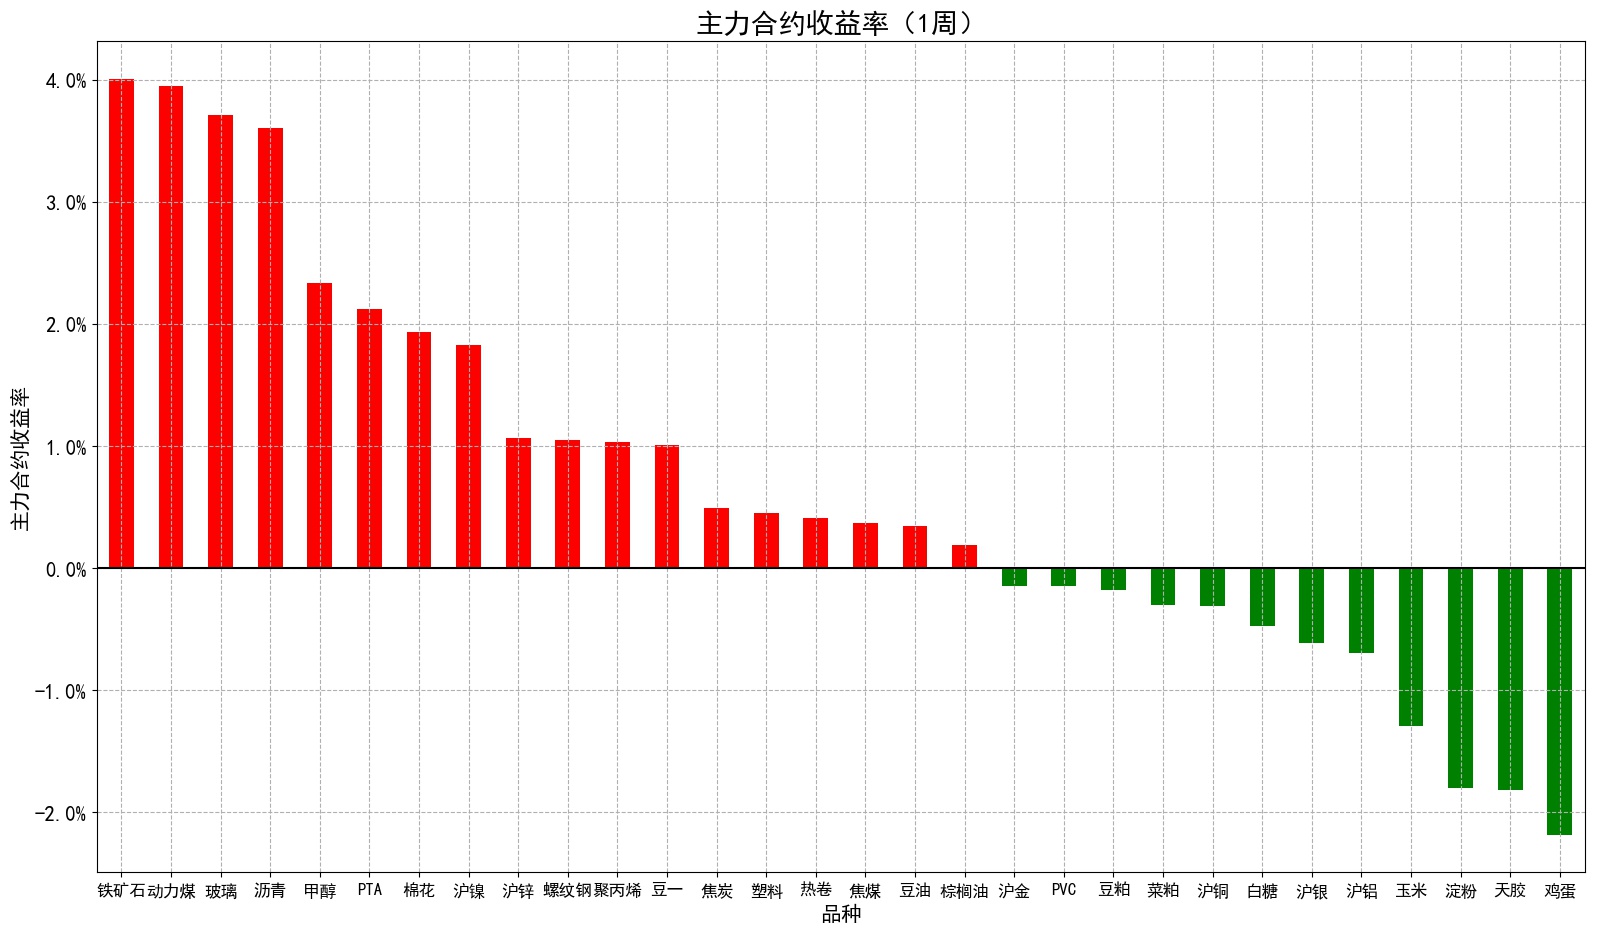 主力合约收益率（1周）
4.0%
3.0%
2.0%
1.0%
0.0%
-1.0%
-2.0%
主力合约收益率
铁矿石 动力煤 玻璃 沥青 甲醇 PTA 棉花 沪镍 沪锌 螺纹钢 聚丙烯 豆一 焦炭 塑料 热卷 焦煤 豆油 棕榈油 沪金 PVC 豆粕 菜粕 沪铜 白糖 沪银 沪铝 玉米 淀粉 天胶 鸡蛋
品种